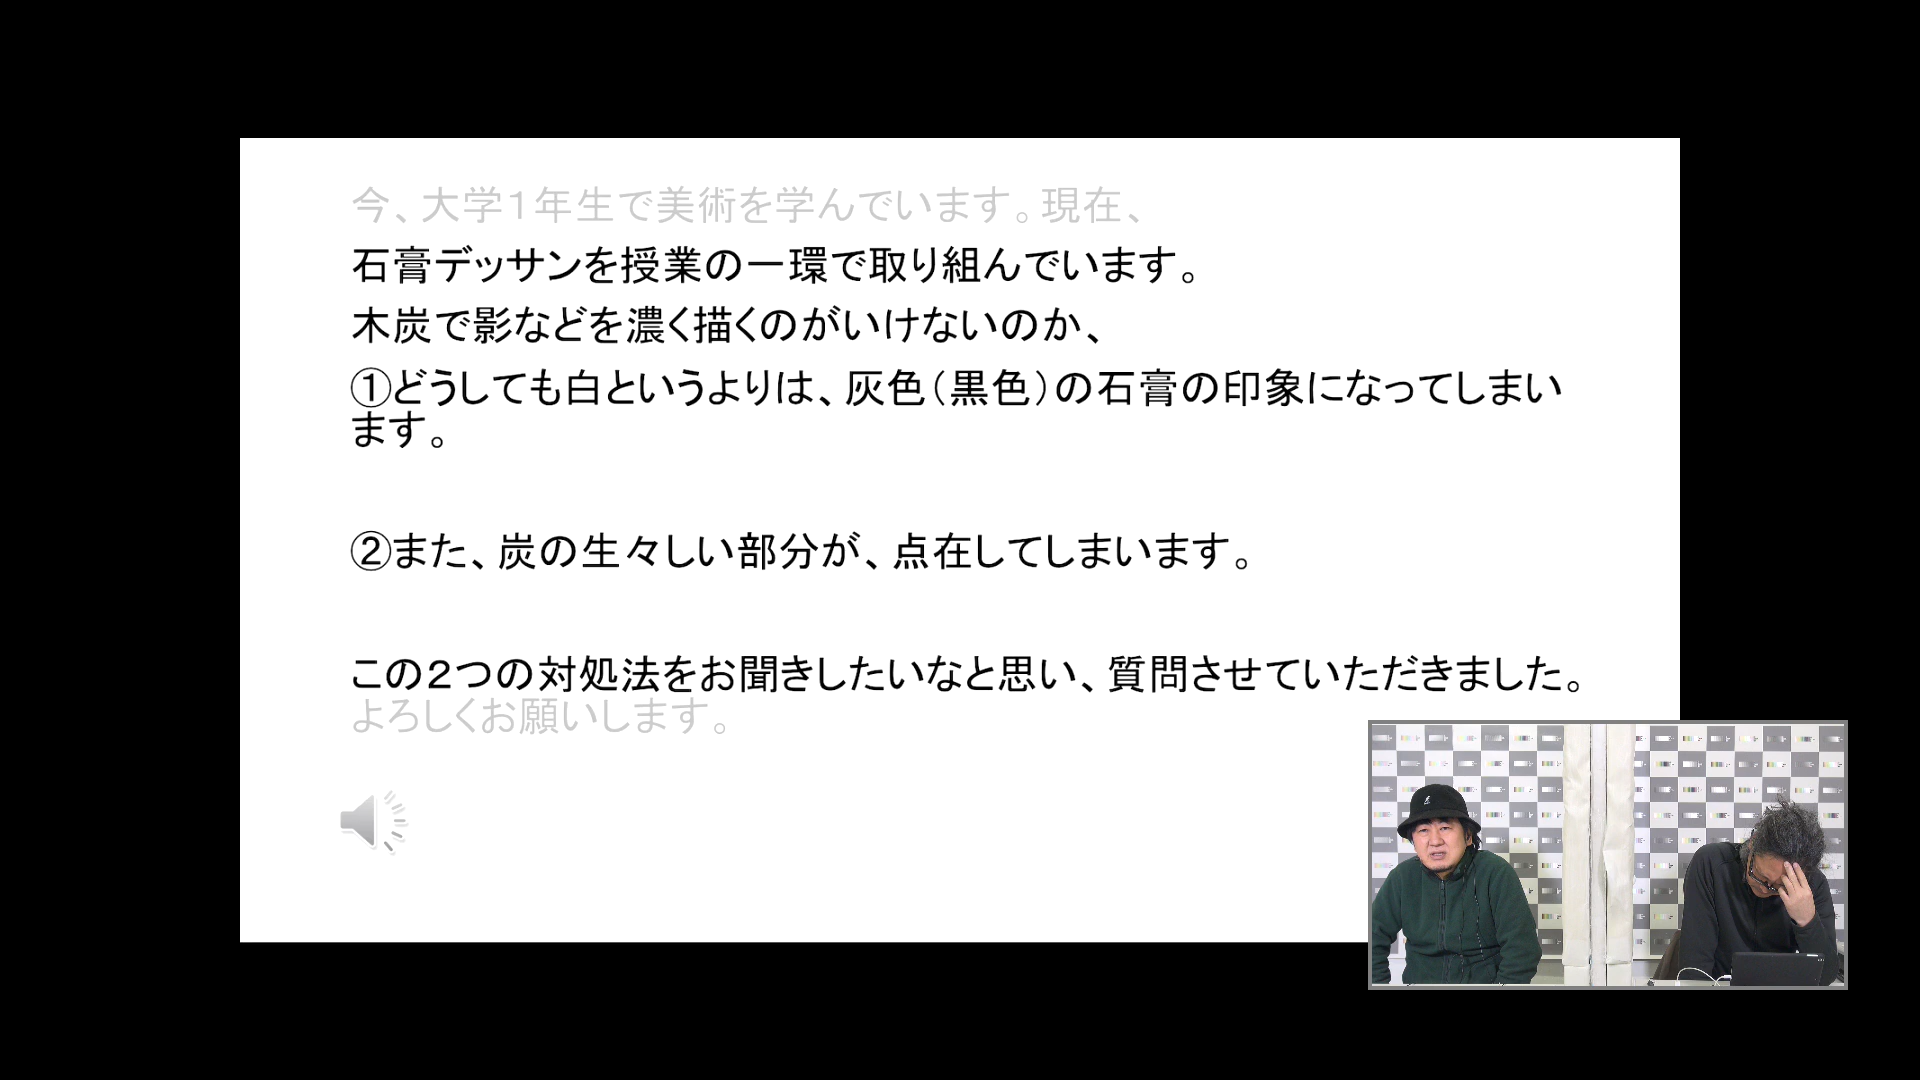 今、大学１年生で美術を学んでいます。現在、
石膏デッサンを授業の一環で取り組んでいます。
木炭で影などを濃く描くのがいけないのか、
①どうしても白というよりは、灰色（黒色）の石膏の印象になってしまい
ます。
②また、炭の生々しい部分が、点在してしまいます。
この２つの対処法をお聞きしたいなと思い、質問させていただきました。
よろしくお願いします。